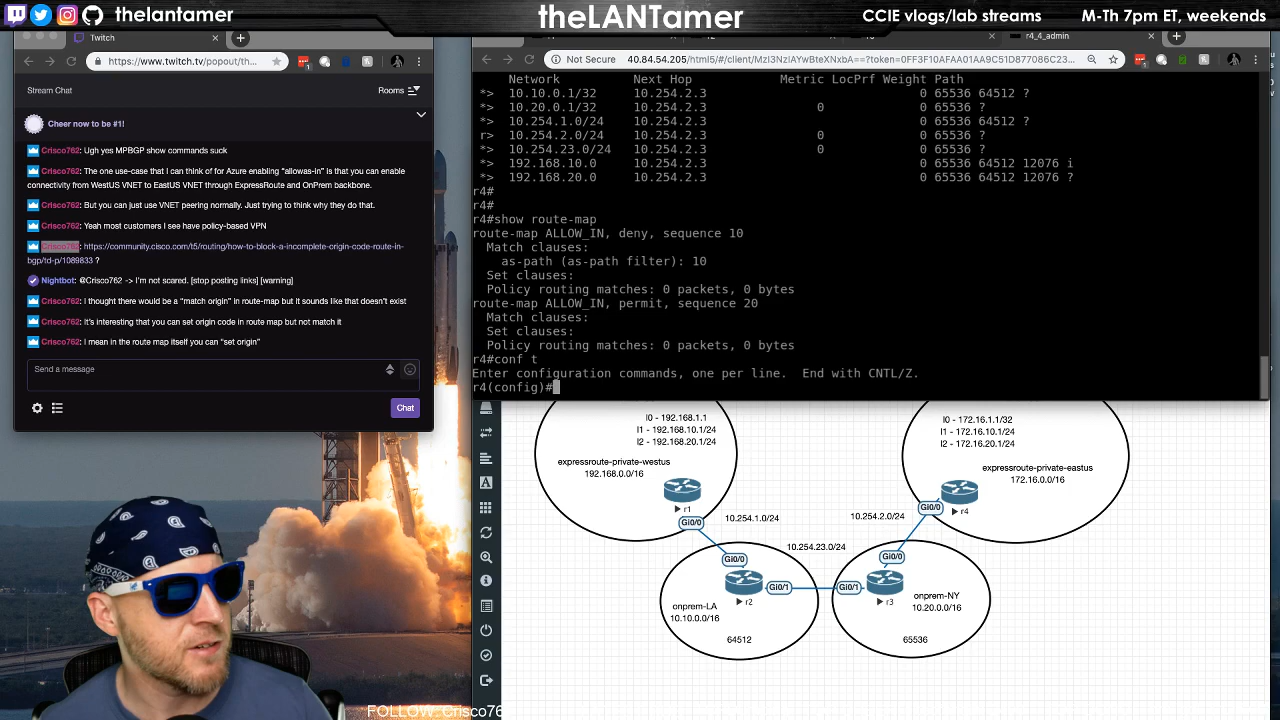 thelantamer
theLANTamer
CCIE vlogs/lab streams
M-Th 7pm ET, weekends
Twitch
r4_4_admin
https://www.twitch.tv/popout/th...
Not Secure
40.84.54.205/html5/#/client/MzI3NzIAYwBteXNxbA==?token=0FF3F10AFAA01AA9C51D877086C23...
Stream Chat
Rooms
Cheer now to be #1!
Crisco762: Ugh yes MPBGP show commands suck
Crisco762: The one use-case that I can think of for Azure enabling “allowas-in” is that you can enable
connectivity from WestUS VNET to EastUS VNET through ExpressRoute and OnPrem backbone.
Crisco762: But you can just use VNET peering normally. Just trying to think why they do that.
Crisco762: Yeah most customers I see have policy-based VPN
Crisco762: https://community.cisco.com/t5/routing/how-to-block-a-incomplete-origin-code-route-in-
bgp/td-p/1089833 ?
Nightbot: @Crisco762 -> I'm not scared. [stop posting links] [warning]
Crisco762: I thought there would be a “match origin” in route-map but it sounds like that doesn’t exist
Crisco762: It’s interesting that you can set origin code in route map but not match it
Crisco762: I mean in the route map itself you can “set origin”
Send a message
Chat
Network Next Hop Metric LocPrf Weight Path
*> 10.10.0.1/32 10.254.2.3 0 65536 64512 ?
*> 10.20.0.1/32 10.254.2.3 0 0 65536 ?
*> 10.254.1.0/24 10.254.2.3 0 65536 64512 ?
r> 10.254.2.0/24 10.254.2.3 0 0 65536 ?
*> 10.254.23.0/24 10.254.2.3 0 0 65536 ?
*> 192.168.10.0 10.254.2.3 0 65536 64512 12076 i
*> 192.168.20.0 10.254.2.3 0 65536 64512 12076 ?
r4#
r4#
r4#show route-map
route-map ALLOW_IN, deny, sequence 10
Match clauses:
as-path (as-path filter): 10
Set clauses:
Policy routing matches: 0 packets, 0 bytes
route-map ALLOW_IN, permit, sequence 20
Match clauses:
Set clauses:
Policy routing matches: 0 packets, 0 bytes
r4#conf t
Enter configuration commands, one per line. End with CNTL/Z.
r4(config)#
l0 - 192.168.1.1
l1 - 192.168.10.1/24
l2 - 192.168.20.1/24
expressroute-private-westus
192.168.0.0/16
r1
Gi0/0
10.254.1.0/24
l0 - 172.16.1.1/32
l1 - 172.16.10.1/24
l2 - 172.16.20.1/24
expressroute-private-eastus
172.16.0.0/16
r4
Gi0/0
10.254.2.0/24
10.254.23.0/24
Gi0/0
Gi0/1
r2
onprem-LA
10.10.0.0/16
64512
Gi0/0
Gi0/1
r3
onprem-NY
10.20.0.0/16
65536
FOLLOW: Crisco76